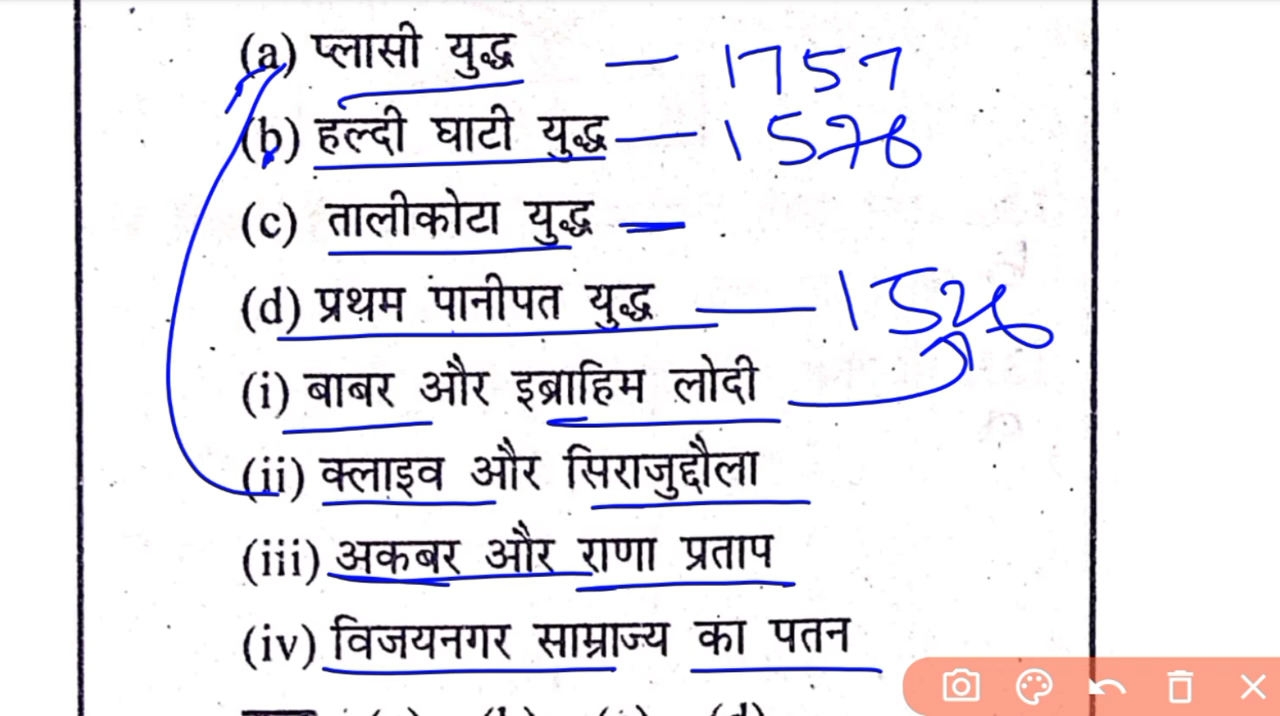 (a) प्लासी युद्ध — 1757
(b) हल्दी घाटी युद्ध — 1576
(c) तालीकोटा युद्ध —
(d) प्रथम पानीपत युद्ध — 1526
(i) बाबर और इब्राहिम लोदी
(ii) क्लाइव और सिराजुद्दौला
(iii) अकबर और राणा प्रताप
(iv) विजयनगर साम्राज्य का पतन